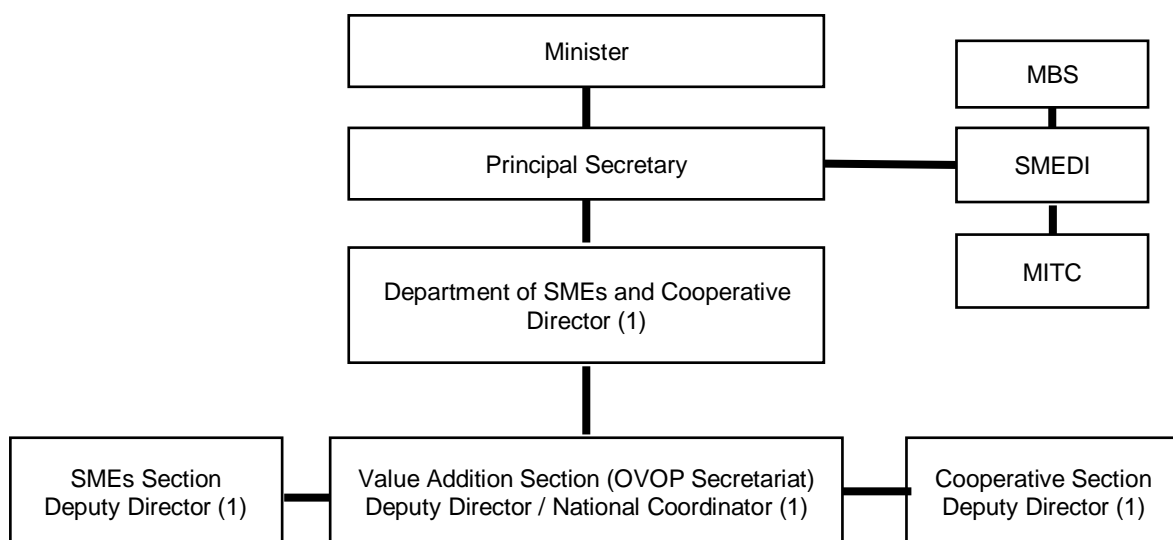 Minister
MBS
Principal Secretary
SMEDI
MITC
Department of SMEs and Cooperative
Director (1)
SMEs Section
Deputy Director (1)
Value Addition Section (OVOP Secretariat)
Deputy Director / National Coordinator (1)
Cooperative Section
Deputy Director (1)